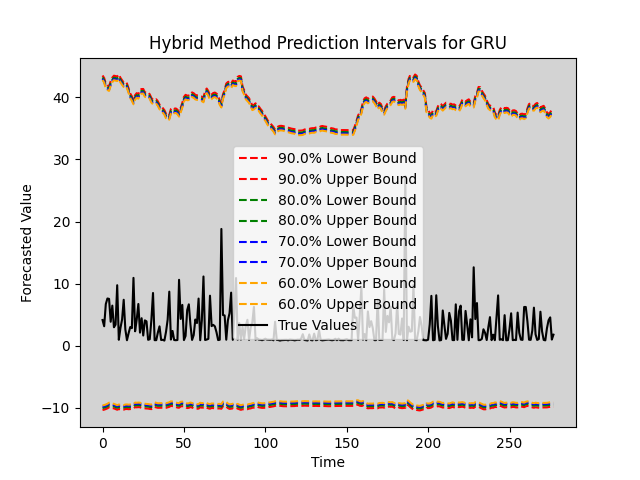 Hybrid Method Prediction Intervals for GRU
Forecasted Value
40
30
20
10
0
−10
90.0% Lower Bound
90.0% Upper Bound
80.0% Lower Bound
80.0% Upper Bound
70.0% Lower Bound
70.0% Upper Bound
60.0% Lower Bound
60.0% Upper Bound
True Values
0 50 100 150 200 250
Time